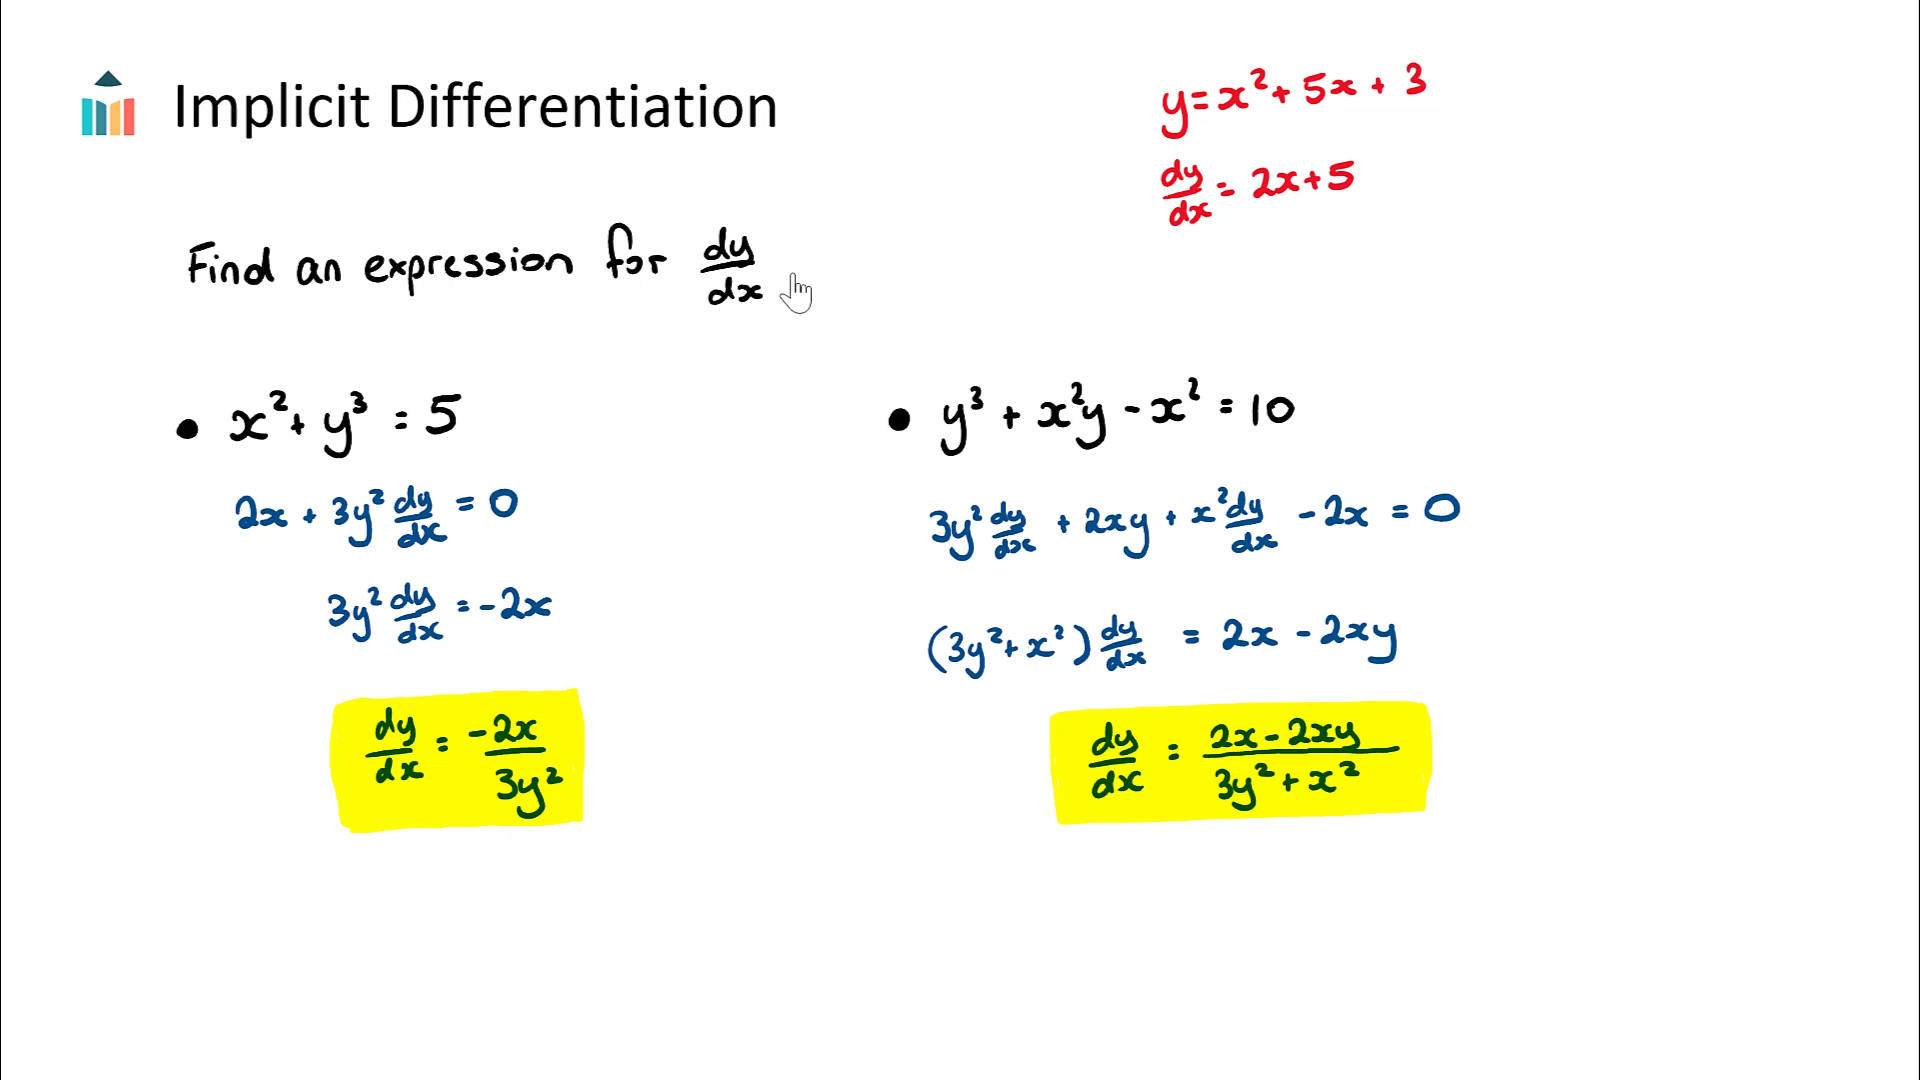 Implicit Differentiation
y = x² + 5x + 3
dy/dx = 2x + 5
Find an expression for dy/dx
• x² + y³ = 5
2x + 3y² dy/dx = 0
3y² dy/dx = -2x
dy/dx = -2x/3y²
• y³ + x²y - x² = 10
3y² dy/dx + 2xy + x² dy/dx - 2x = 0
(3y² + x²) dy/dx = 2x - 2xy
dy/dx = (2x - 2xy)/(3y² + x²)